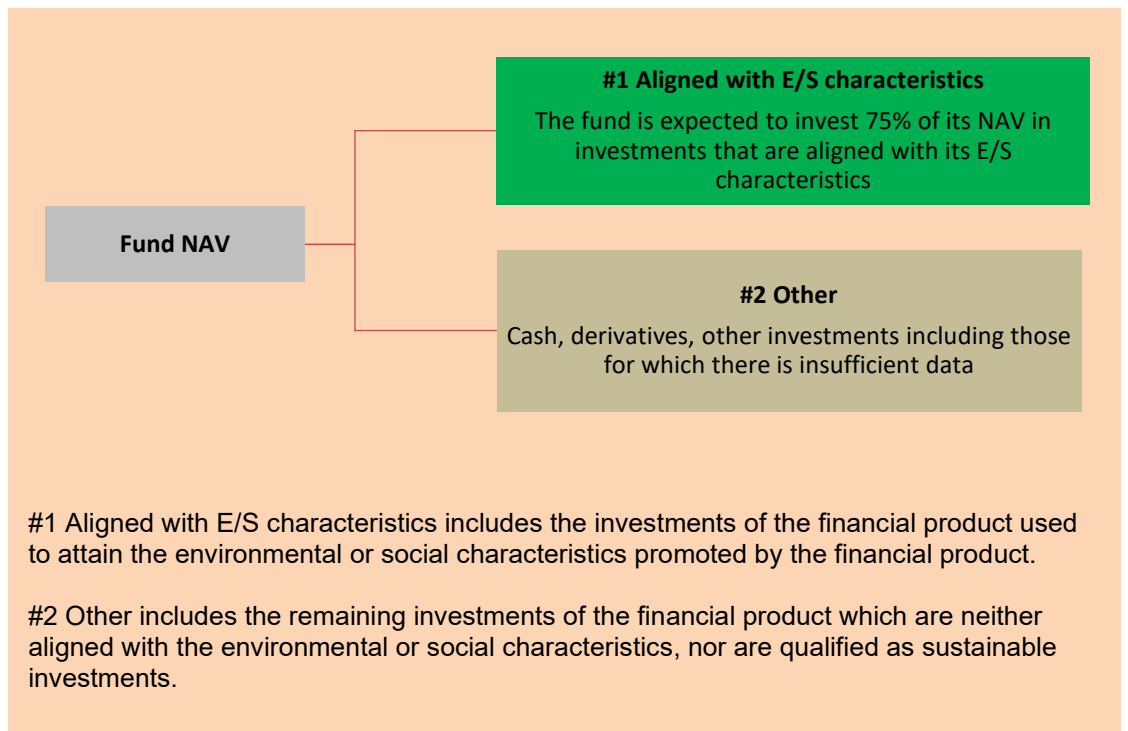 #1 Aligned with E/S characteristics
The fund is expected to invest 75% of its NAV in
investments that are aligned with its E/S
characteristics
Fund NAV
#2 Other
Cash, derivatives, other investments including those
for which there is insufficient data
#1 Aligned with E/S characteristics includes the investments of the financial product used
to attain the environmental or social characteristics promoted by the financial product.
#2 Other includes the remaining investments of the financial product which are neither
aligned with the environmental or social characteristics, nor are qualified as sustainable
investments.